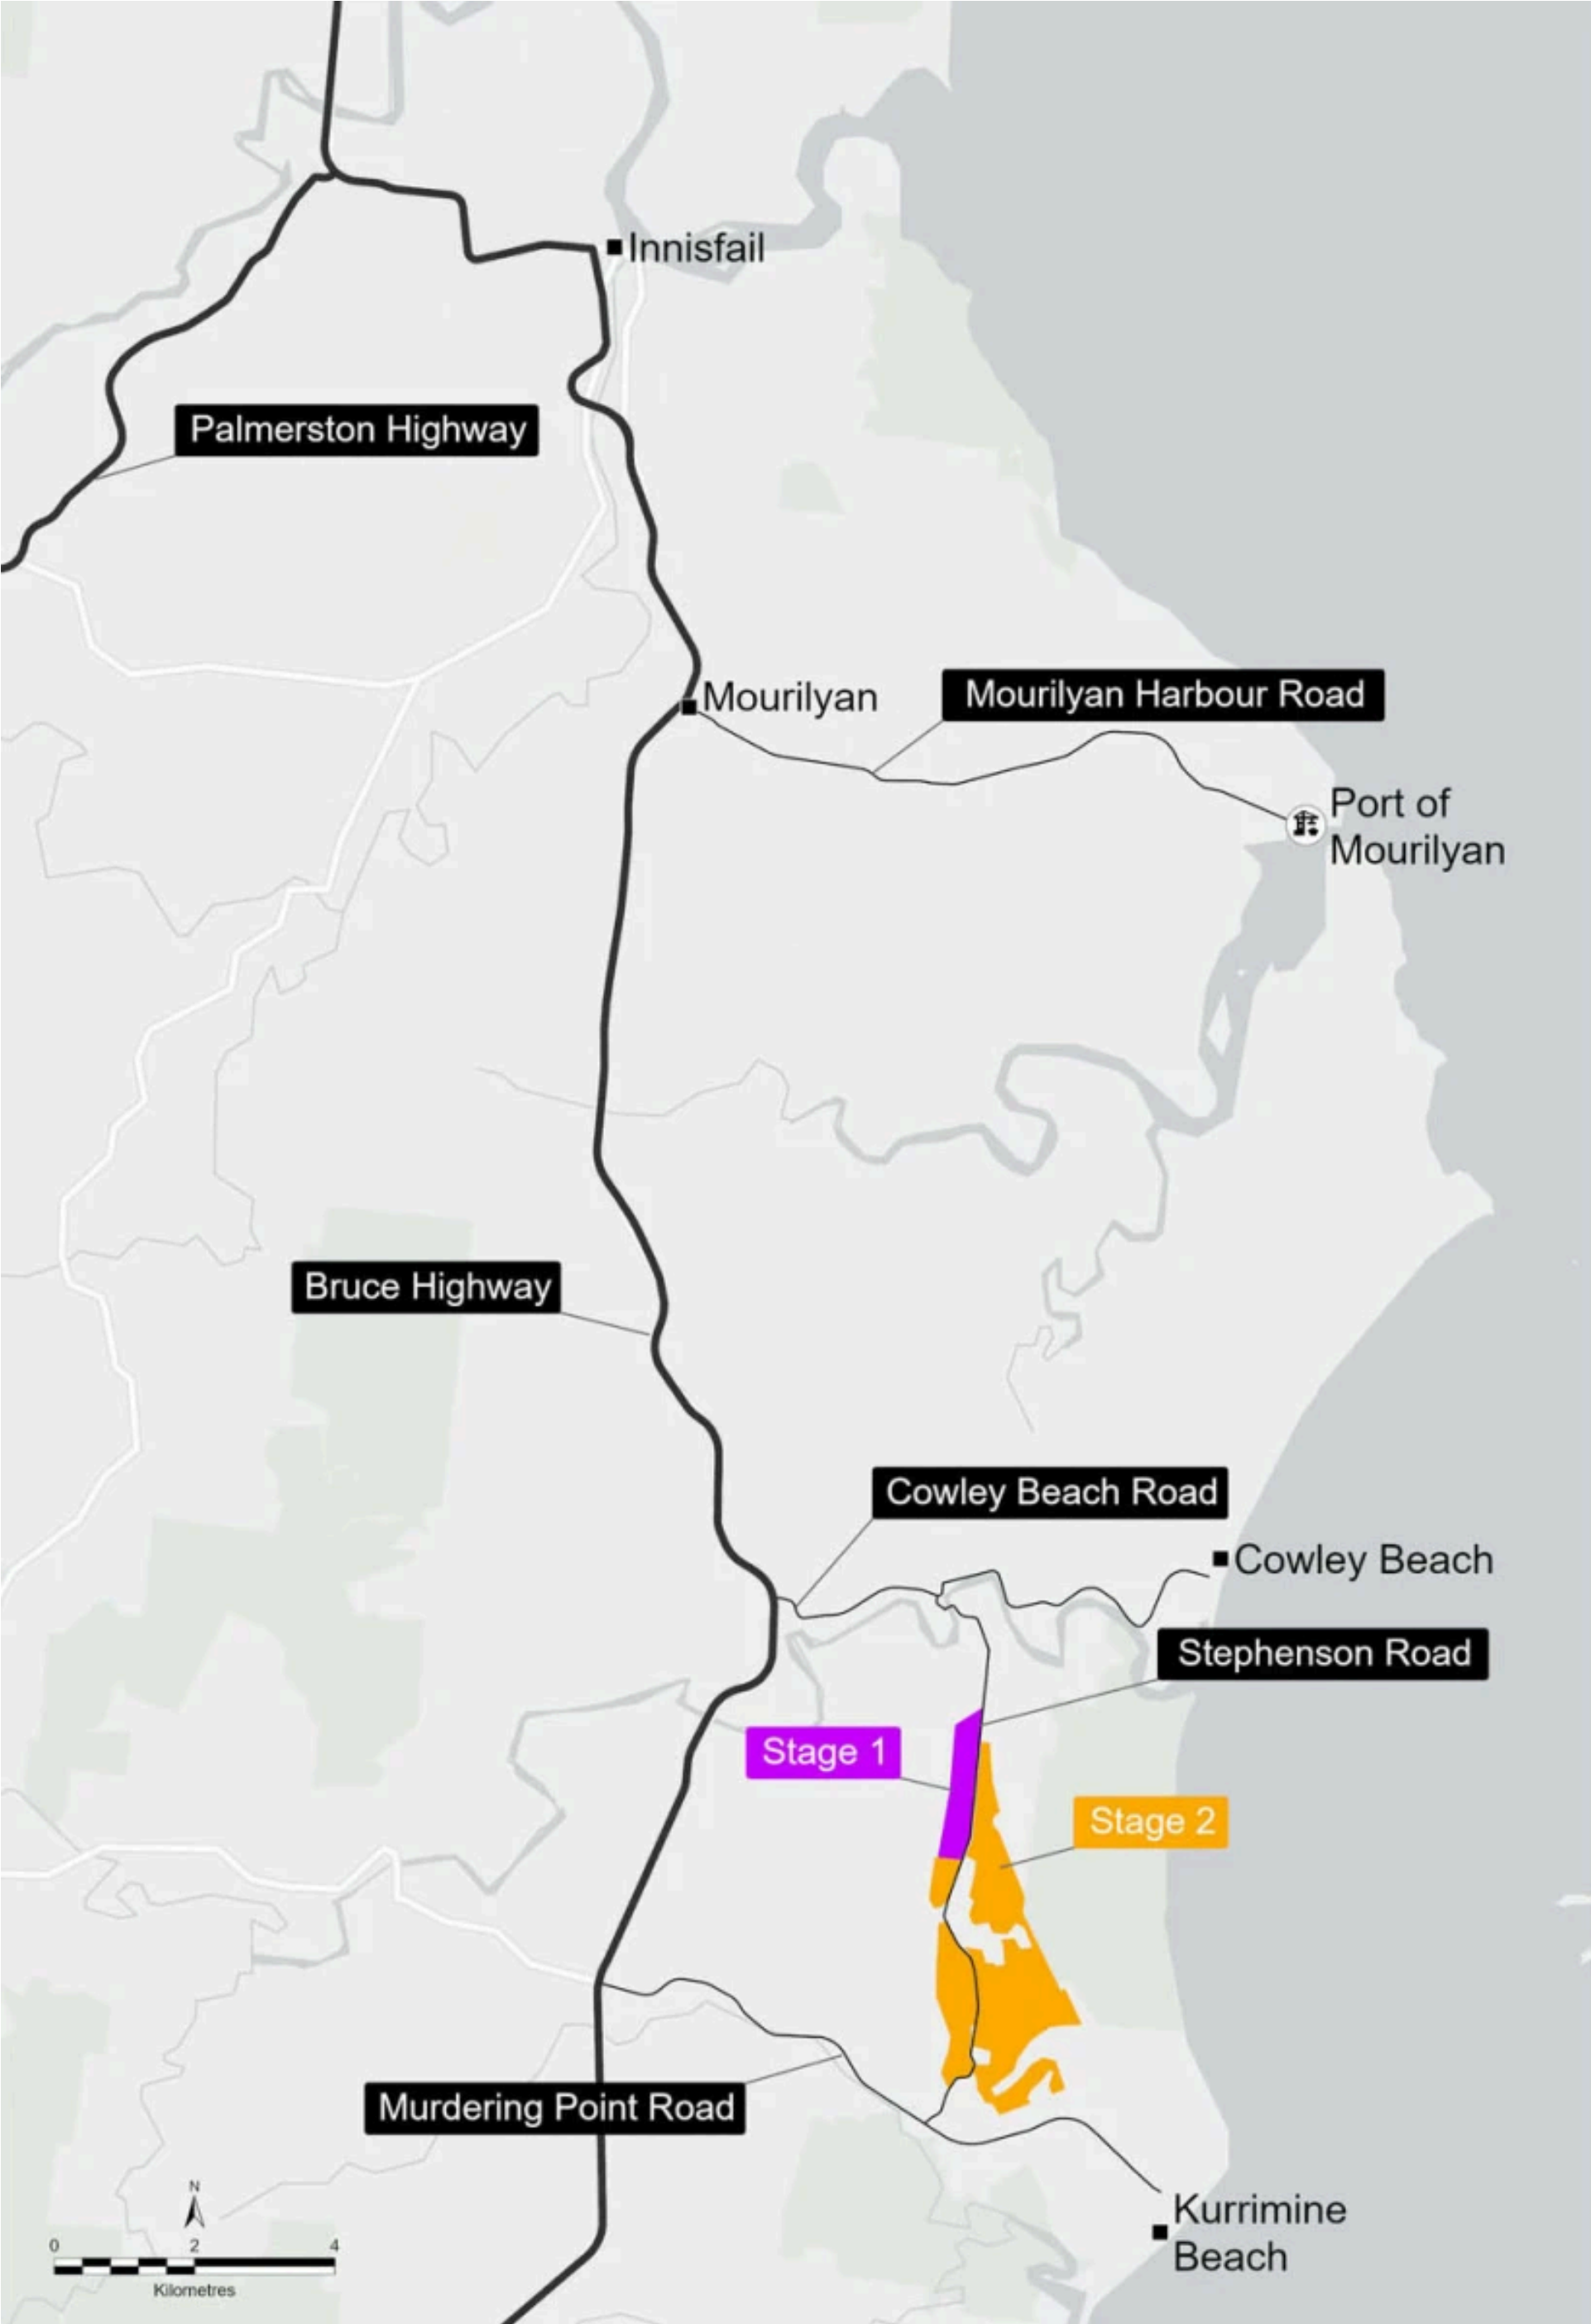 Innisfail
Palmerston Highway
Mourilyan
Mourilyan Harbour Road
Port of
Mourilyan
Bruce Highway
Cowley Beach Road
Cowley Beach
Stephenson Road
Stage 1
Stage 2
Murdering Point Road
Kurrimine
Beach
N
0 2 4
Kilometres